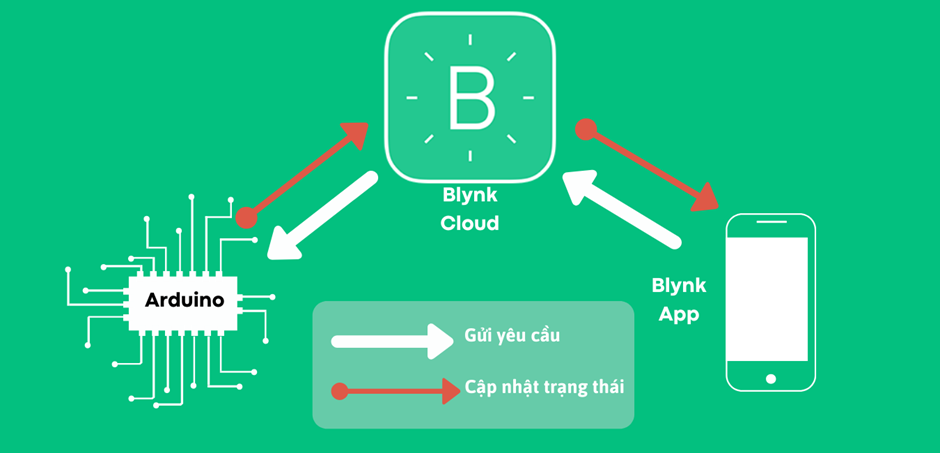 B
Blynk
Cloud
Arduino
Blynk
App
Gửi yêu cầu
Cập nhật trạng thái